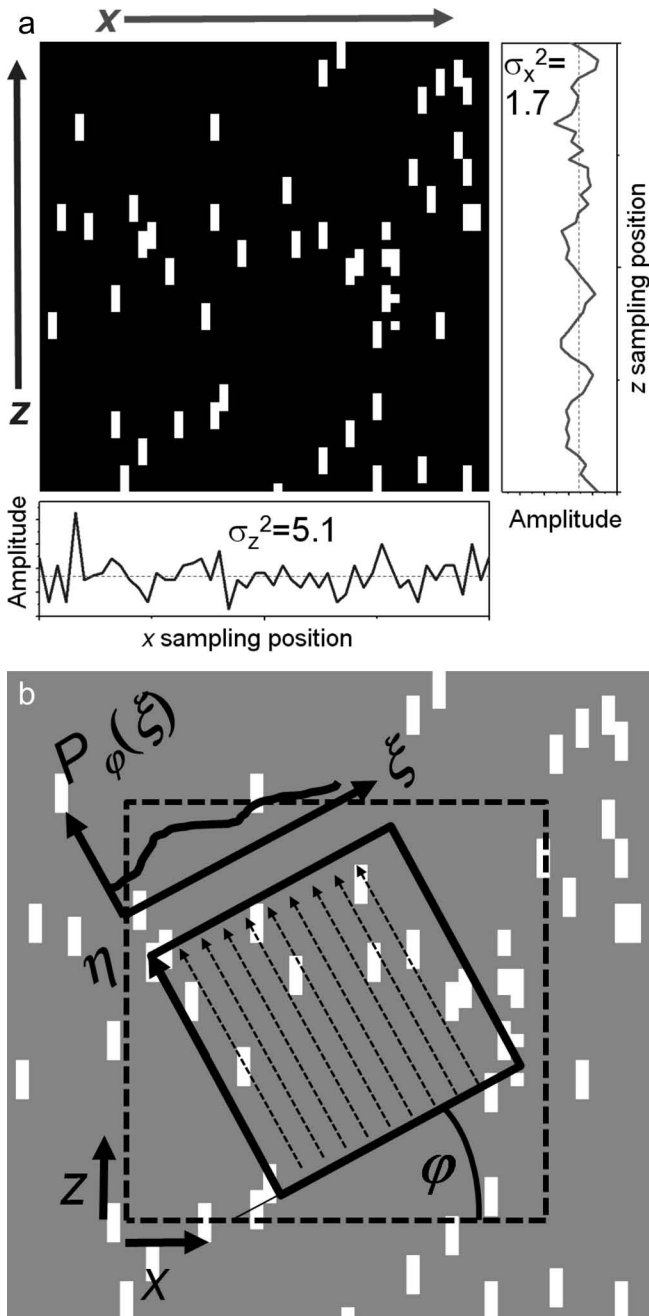 a
x
z
σx²=
1.7
z sampling position
Amplitude
Amplitude
σz²=5.1
x sampling position
b
Pφ(ξ)
ξ
η
φ
z
x